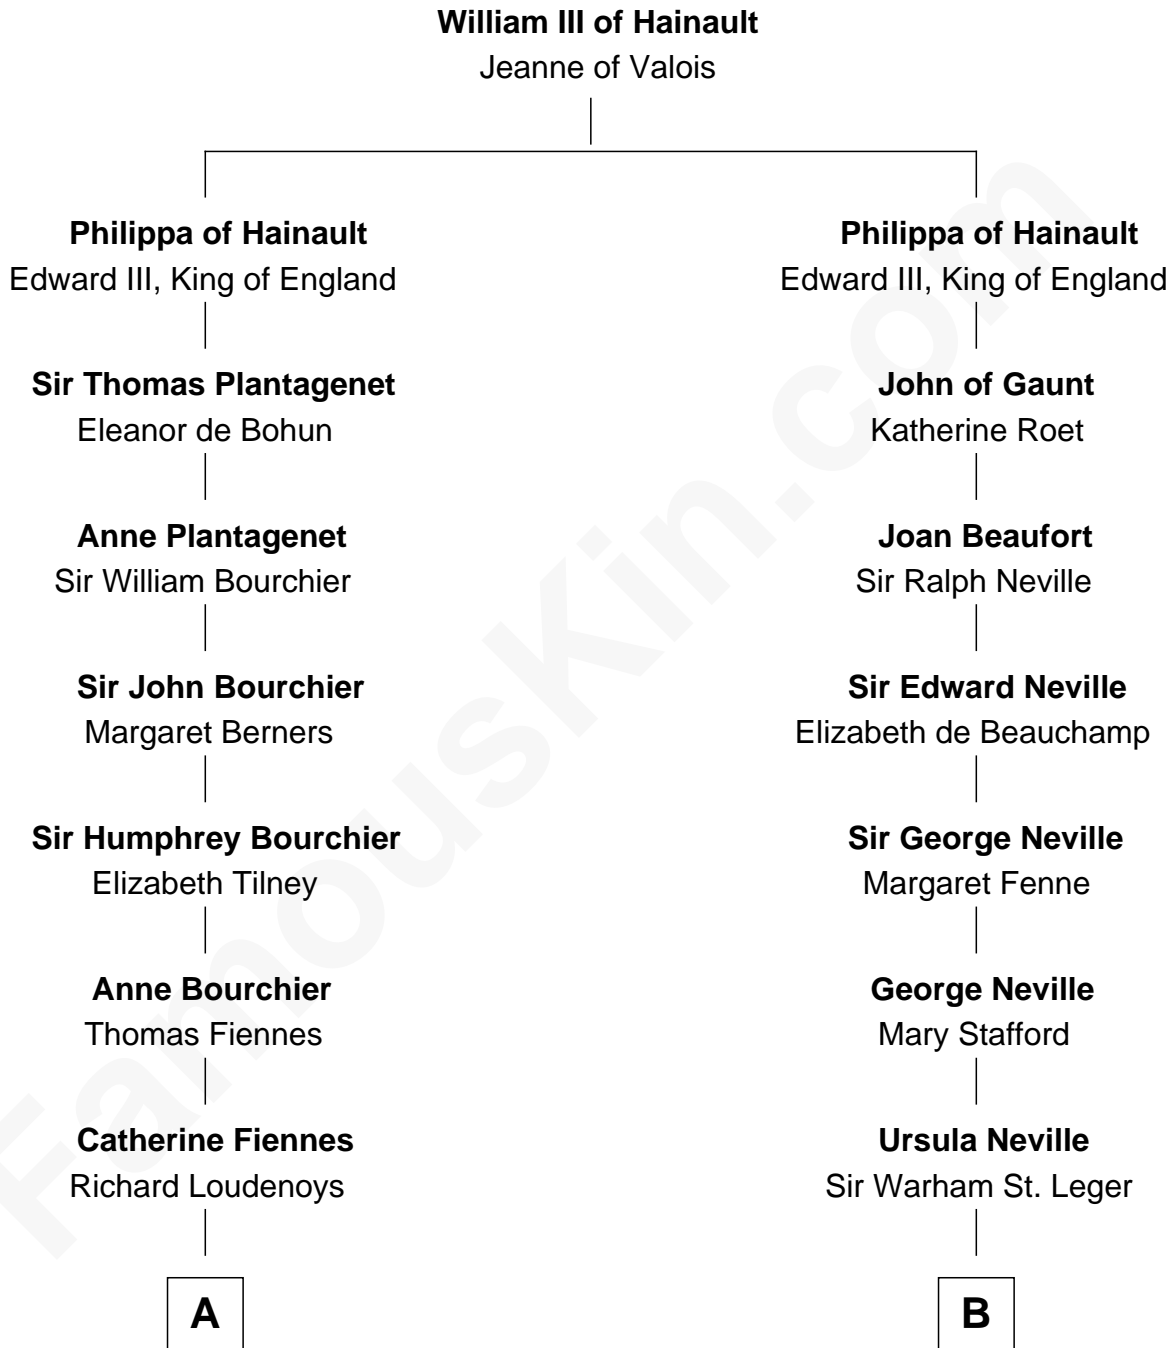 William III of Hainault
Jeanne of Valois
Philippa of Hainault
Edward III, King of England
Sir Thomas Plantagenet
Eleanor de Bohun
Anne Plantagenet
Sir William Bourchier
Sir John Bourchier
Margaret Berners
Sir Humphrey Bourchier
Elizabeth Tilney
Anne Bourchier
Thomas Fiennes
Catherine Fiennes
Richard Loudenoys
A
Philippa of Hainault
Edward III, King of England
John of Gaunt
Katherine Roet
Joan Beaufort
Sir Ralph Neville
Sir Edward Neville
Elizabeth de Beauchamp
Sir George Neville
Margaret Fenne
George Neville
Mary Stafford
Ursula Neville
Sir Warham St. Leger
B
FamousKin.com